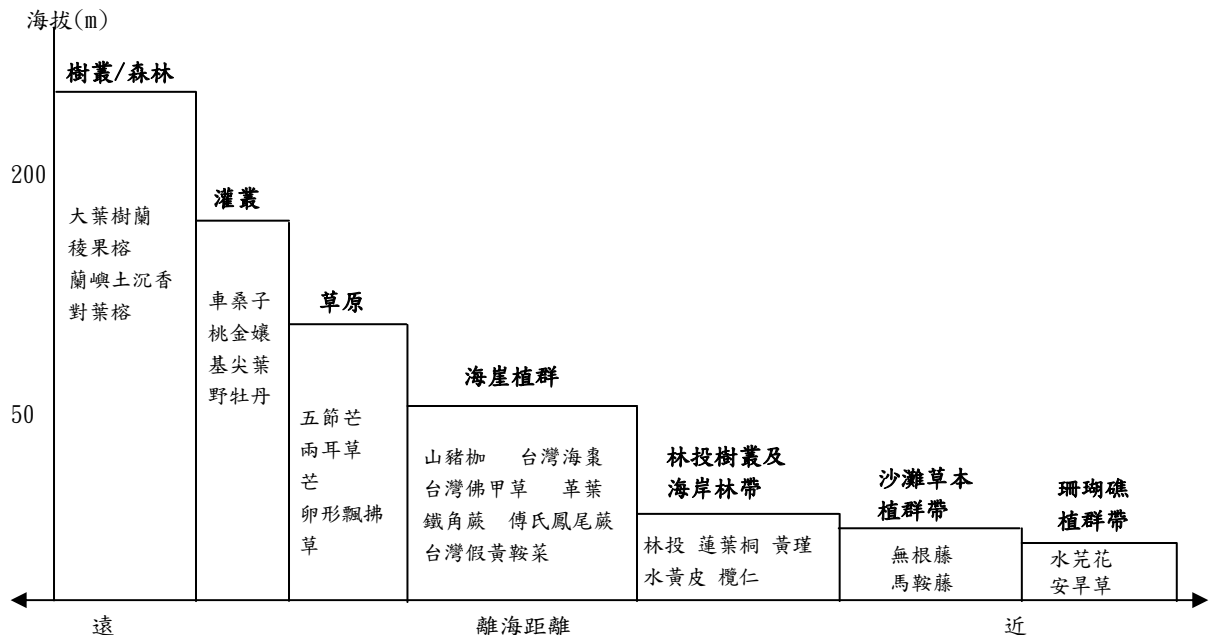 海拔(m)
樹叢/森林
200
大葉樹蘭
稜果榕
蘭嶼土沉香
對葉榕
灌叢
車桑子
桃金孃
基尖葉
野牡丹
草原
50
五節芒
兩耳草
芒
卵形飄拂
草
海崖植群
山豬枷 台灣海棗
台灣佛甲草 革葉
鐵角蕨 傅氏鳳尾蕨
台灣假黃鞍菜
林投樹叢及
海岸林帶
林投 蓮葉桐 黃瑾
水黃皮 欖仁
沙灘草本
植群帶
無根藤
馬鞍藤
珊瑚礁
植群帶
水芫花
安旱草
遠 離海距離 近